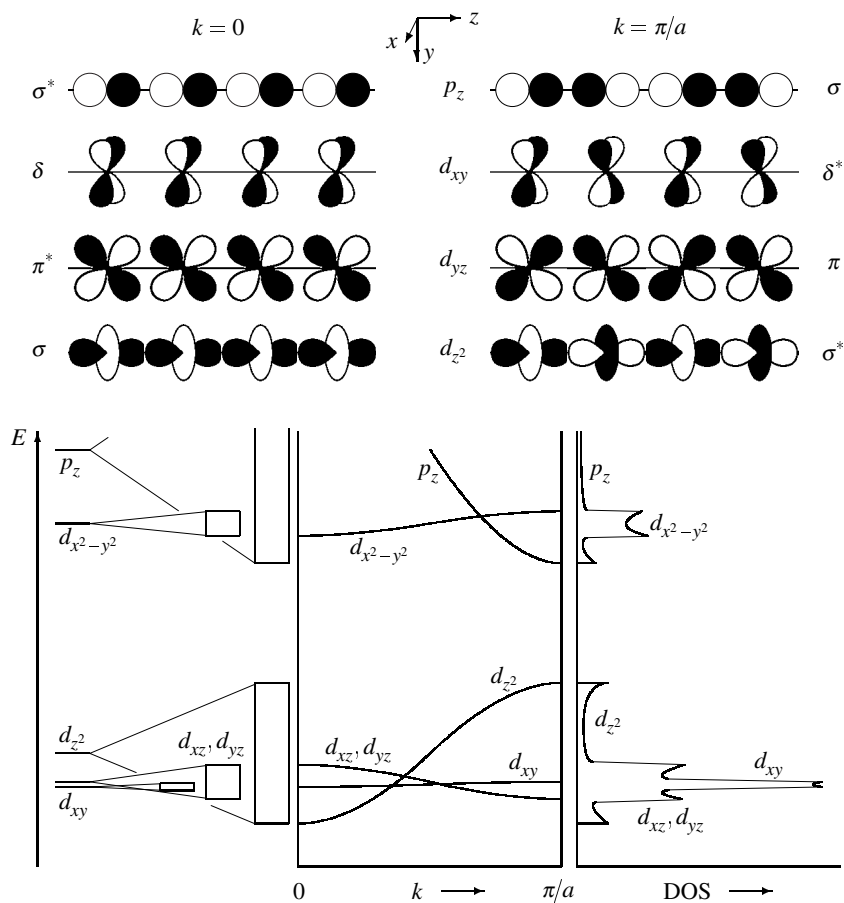 k = 0
z
x
y
k = π/a
σ*
p_z
σ
δ
d_xy
δ*
π*
d_yz
π
σ
d_z²
σ*
E
p_z
p_z
p_z
d_x²−y²
d_x²−y²
d_x²−y²
d_z²
d_z²
d_z²
d_xz, d_yz
d_xz, d_yz
d_xy
d_xy
d_xy
d_xz, d_yz
0
k
π/a
DOS